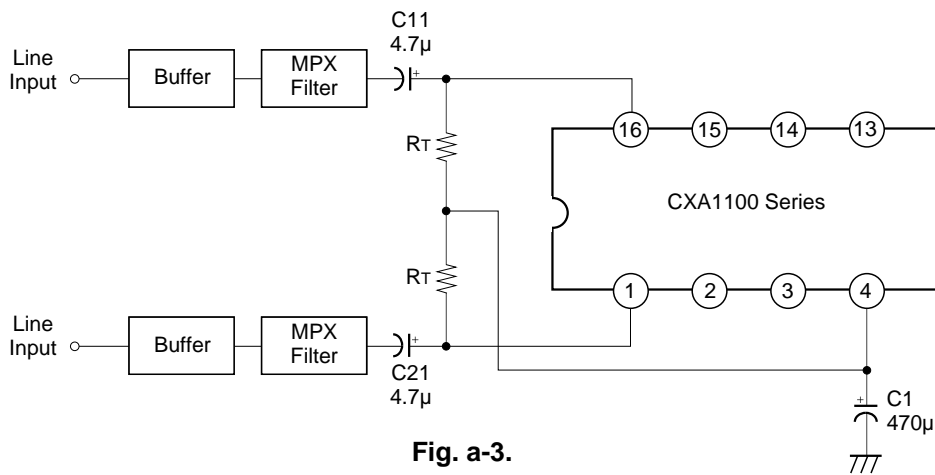 Line
Input
Buffer
MPX
Filter
C11
4.7μ
+
RT
RT
16
15
14
13
CXA1100 Series
1
2
3
4
Line
Input
Buffer
MPX
Filter
+
C21
4.7μ
+
C1
470μ
Fig. a-3.